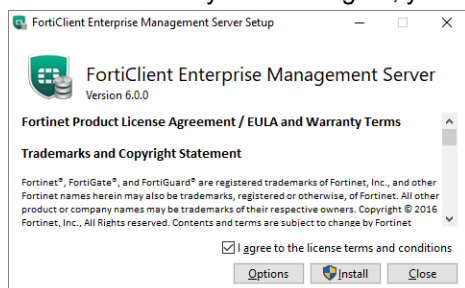 FortiClient Enterprise Management Server Setup
FortiClient Enterprise Management Server
Version 6.0.0
Fortinet Product License Agreement / EULA and Warranty Terms
Trademarks and Copyright Statement
Fortinet®, FortiGate®, and FortiGuard® are registered trademarks of Fortinet, Inc., and other
Fortinet names herein may also be trademarks, registered or otherwise, of Fortinet. All other
product or company names may be trademarks of their respective owners. Copyright © 2016
Fortinet, Inc., All Rights reserved. Contents and terms are subject to change by Fortinet
I agree to the license terms and conditions
Options Install Close